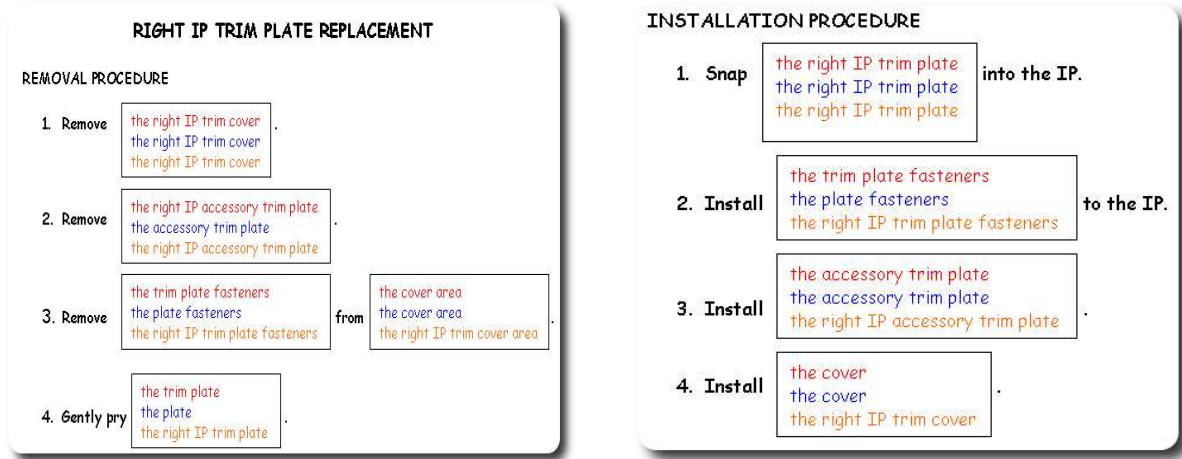 RIGHT IP TRIM PLATE REPLACEMENT
REMOVAL PROCEDURE
1. Remove
the right IP trim cover
the right IP trim cover
the right IP trim cover
.
2. Remove
the right IP accessory trim plate
the accessory trim plate
the right IP accessory trim plate
.
3. Remove
the trim plate fasteners
the plate fasteners
the right IP trim plate fasteners
from
the cover area
the cover area
the right IP trim cover area
.
4. Gently pry
the trim plate
the plate
the right IP trim plate
.
INSTALLATION PROCEDURE
1. Snap
the right IP trim plate
the right IP trim plate
the right IP trim plate
into the IP.
2. Install
the trim plate fasteners
the plate fasteners
the right IP trim plate fasteners
to the IP.
3. Install
the accessory trim plate
the accessory trim plate
the right IP accessory trim plate
.
4. Install
the cover
the cover
the right IP trim cover
.